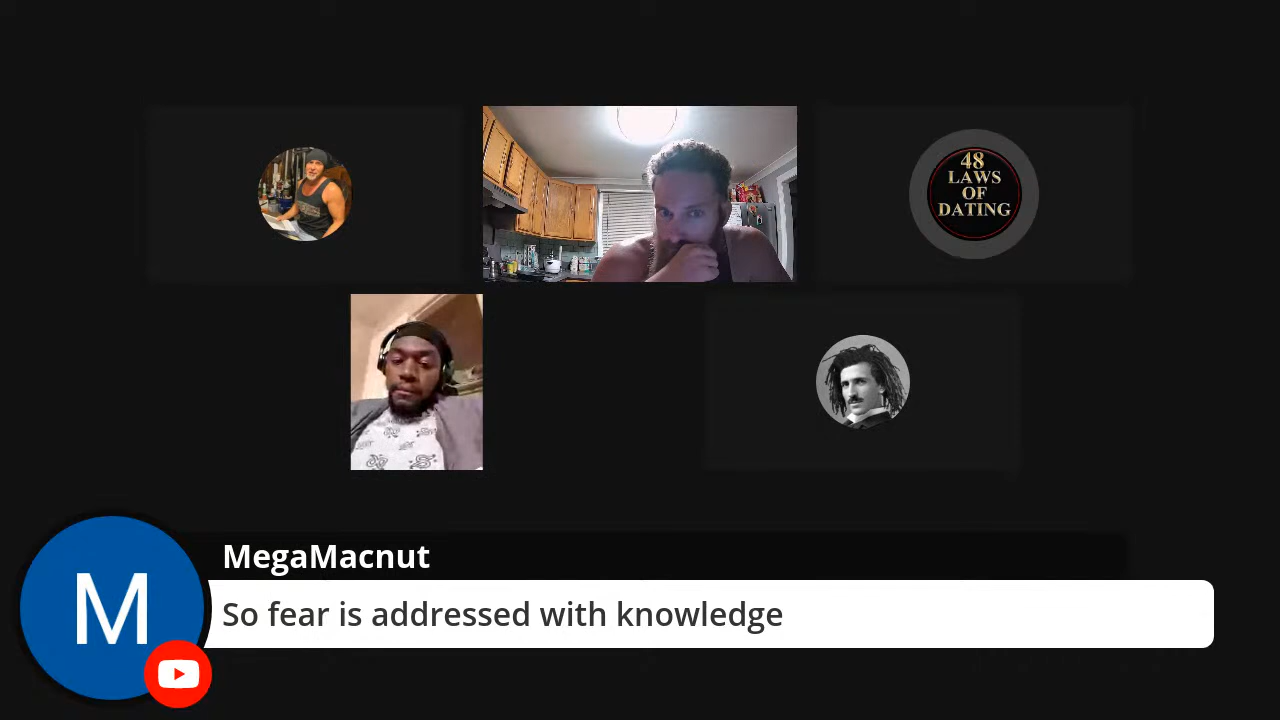 48
LAWS
OF
DATING
MegaMacnut
M
So fear is addressed with knowledge